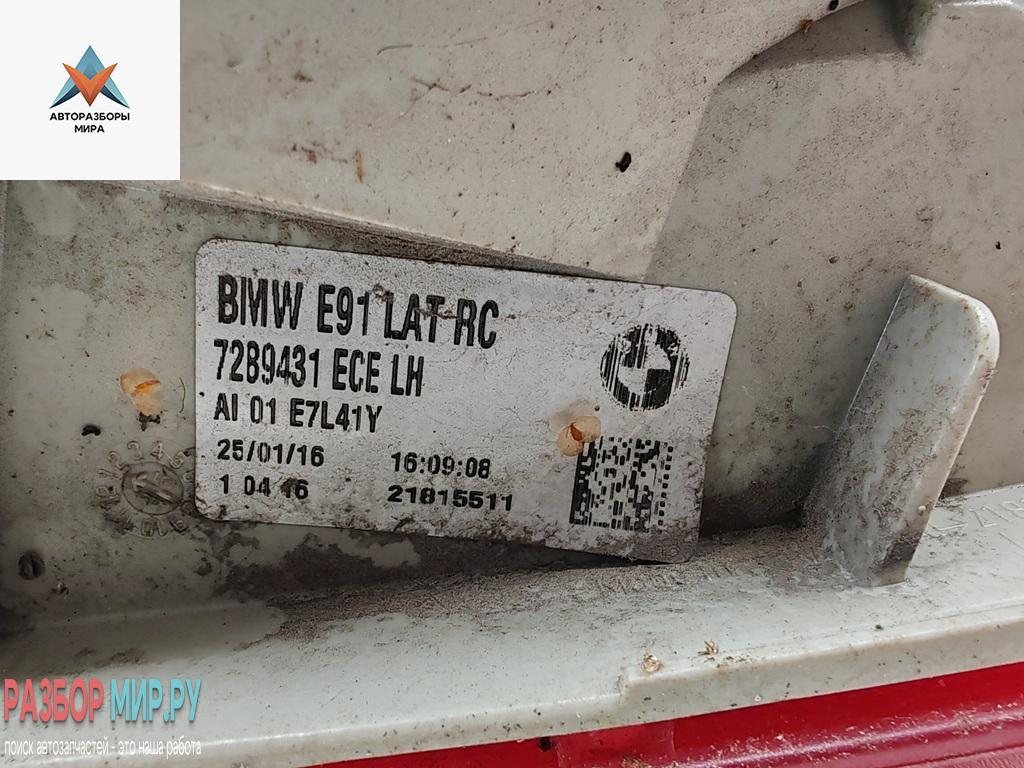 АВТОРАЗБОРЫ
МИРА
BMW E91 LAT RC
7289431 ECE LH
AI 01 E7L41Y
25/01/16 16:09:08
1 04 16 21815511
РАЗБОР МИР.РУ
поиск автозапчастей - это наша работа